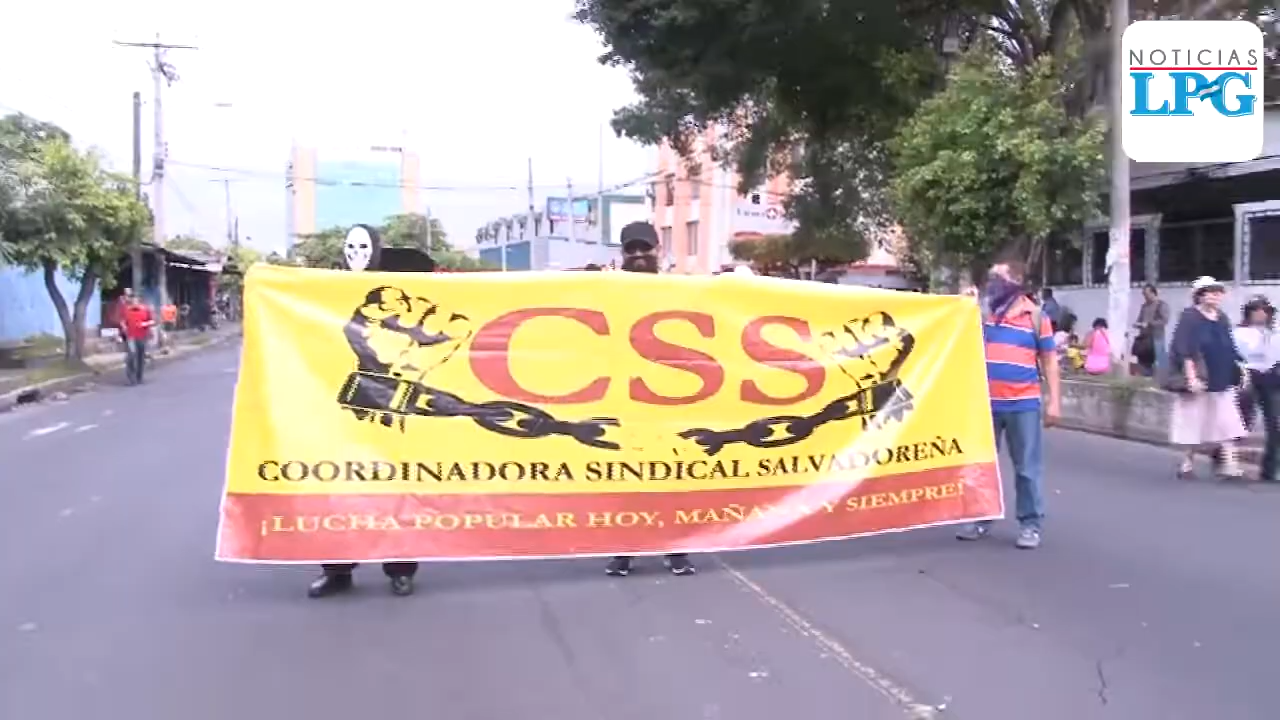 NOTICIAS
LPG
CSS
COORDINADORA SINDICAL SALVADOREÑA
¡LUCHA POPULAR HOY, MAÑANA Y SIEMPRE!